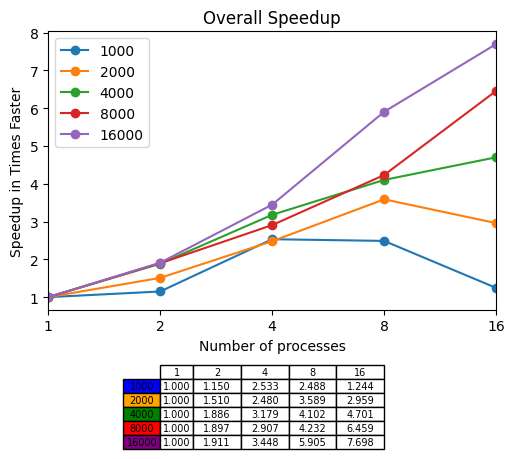 Overall Speedup
8
7
6
5
4
3
2
1
Speedup in Times Faster
1000
2000
4000
8000
16000
1 2 4 8 16
Number of processes
1 2 4 8 16
1000 1.000 1.150 2.533 2.488 1.244
2000 1.000 1.510 2.480 3.589 2.959
4000 1.000 1.886 3.179 4.102 4.701
8000 1.000 1.897 2.907 4.232 6.459
16000 1.000 1.911 3.448 5.905 7.698